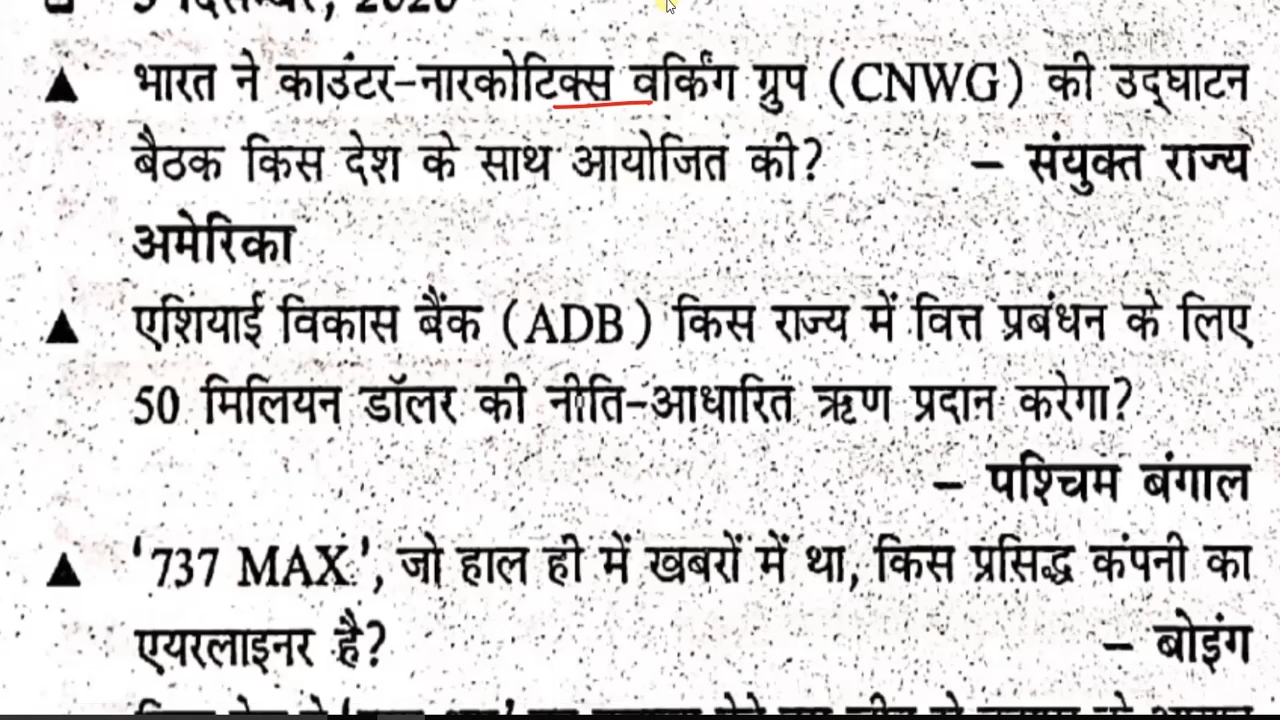 भारत ने काउंटर-नारकोटिक्स वर्किंग ग्रुप (CNWG) की उद्घाटन
बैठक किस देश के साथ आयोजित की? – संयुक्त राज्य
अमेरिका
▲ एशियाई विकास बैंक (ADB) किस राज्य में वित्त प्रबंधन के लिए
50 मिलियन डॉलर की नीति-आधारित ऋण प्रदान करेगा?
– पश्चिम बंगाल
▲ '737 MAX', जो हाल ही में खबरों में था, किस प्रसिद्ध कंपनी का
एयरलाइनर है? – बोइंग